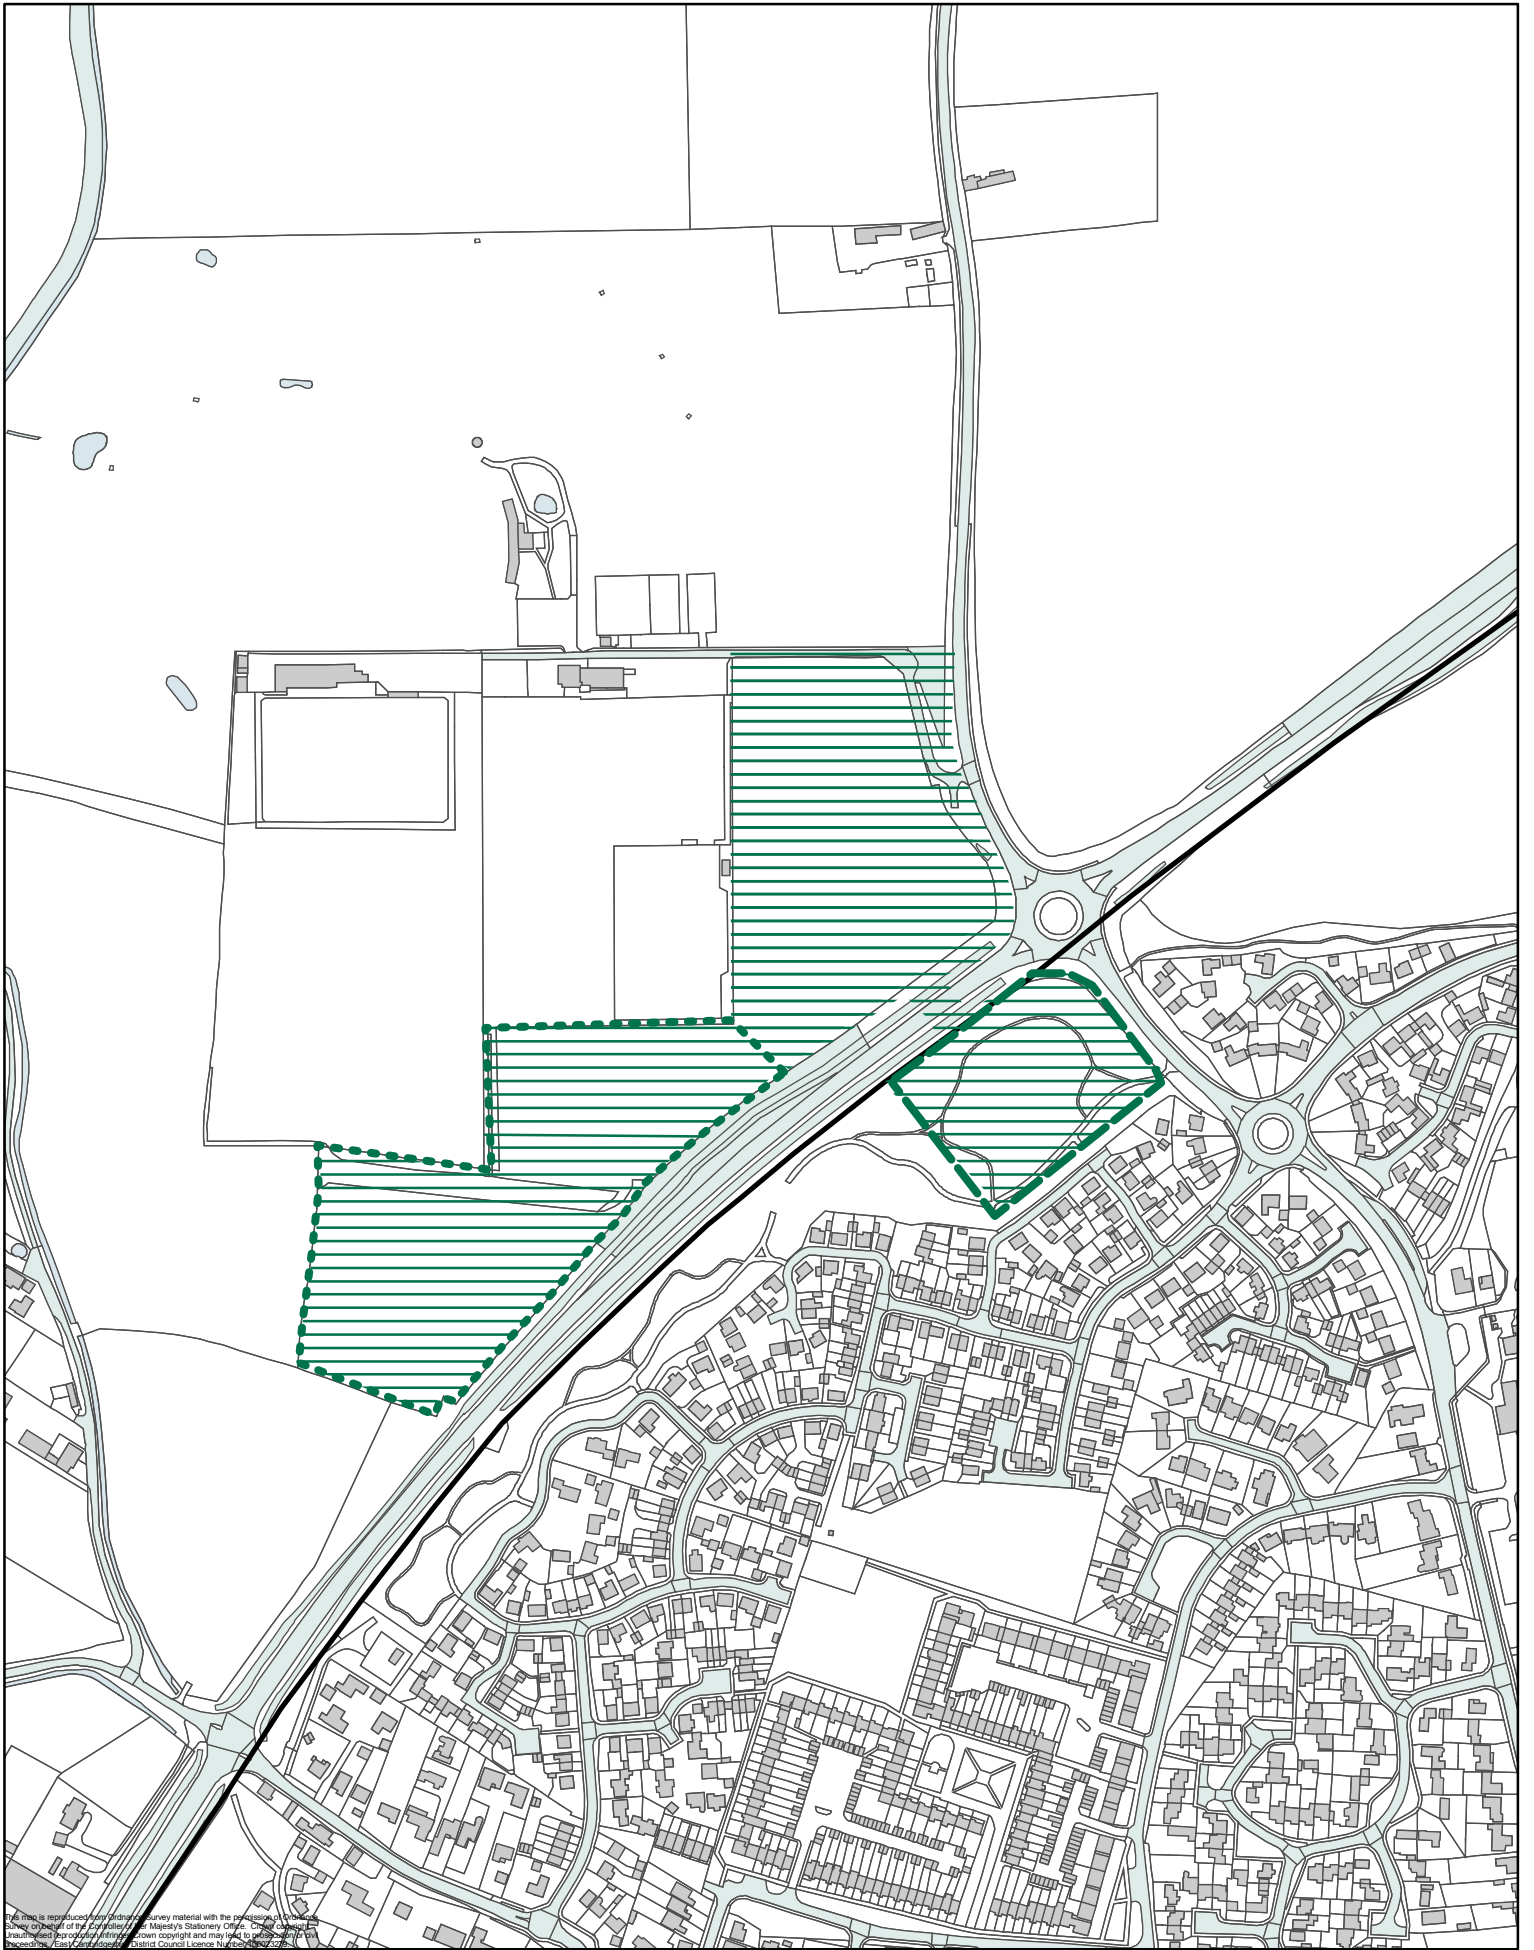 This map is reproduced from Ordnance Survey material with the permission of Ordnance
Survey on behalf of the Controller of Her Majesty's Stationery Office. Crown copyright.
Unauthorised reproduction infringes Crown copyright and may lead to prosecution or civil
proceedings. East Cambridgeshire District Council Licence Number